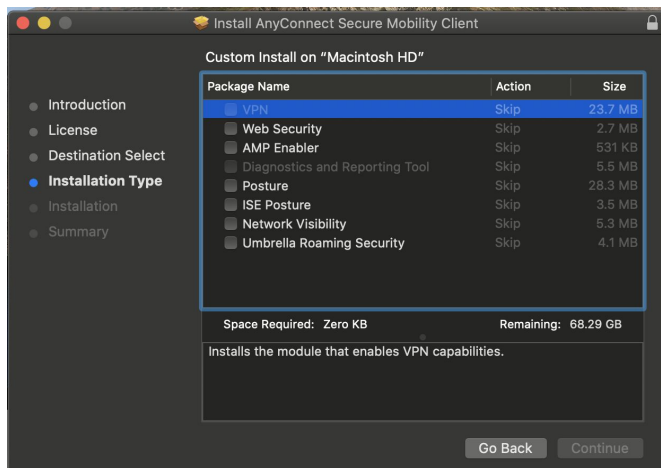 Install AnyConnect Secure Mobility Client
Custom Install on “Macintosh HD”
Introduction
License
Destination Select
Installation Type
Installation
Summary
Package Name Action Size
VPN Skip 23.7 MB
Web Security Skip 2.7 MB
AMP Enabler Skip 531 KB
Diagnostics and Reporting Tool Skip 5.5 MB
Posture Skip 28.3 MB
ISE Posture Skip 3.5 MB
Network Visibility Skip 5.3 MB
Umbrella Roaming Security Skip 4.1 MB
Space Required: Zero KB Remaining: 68.29 GB
Installs the module that enables VPN capabilities.
Go Back Continue